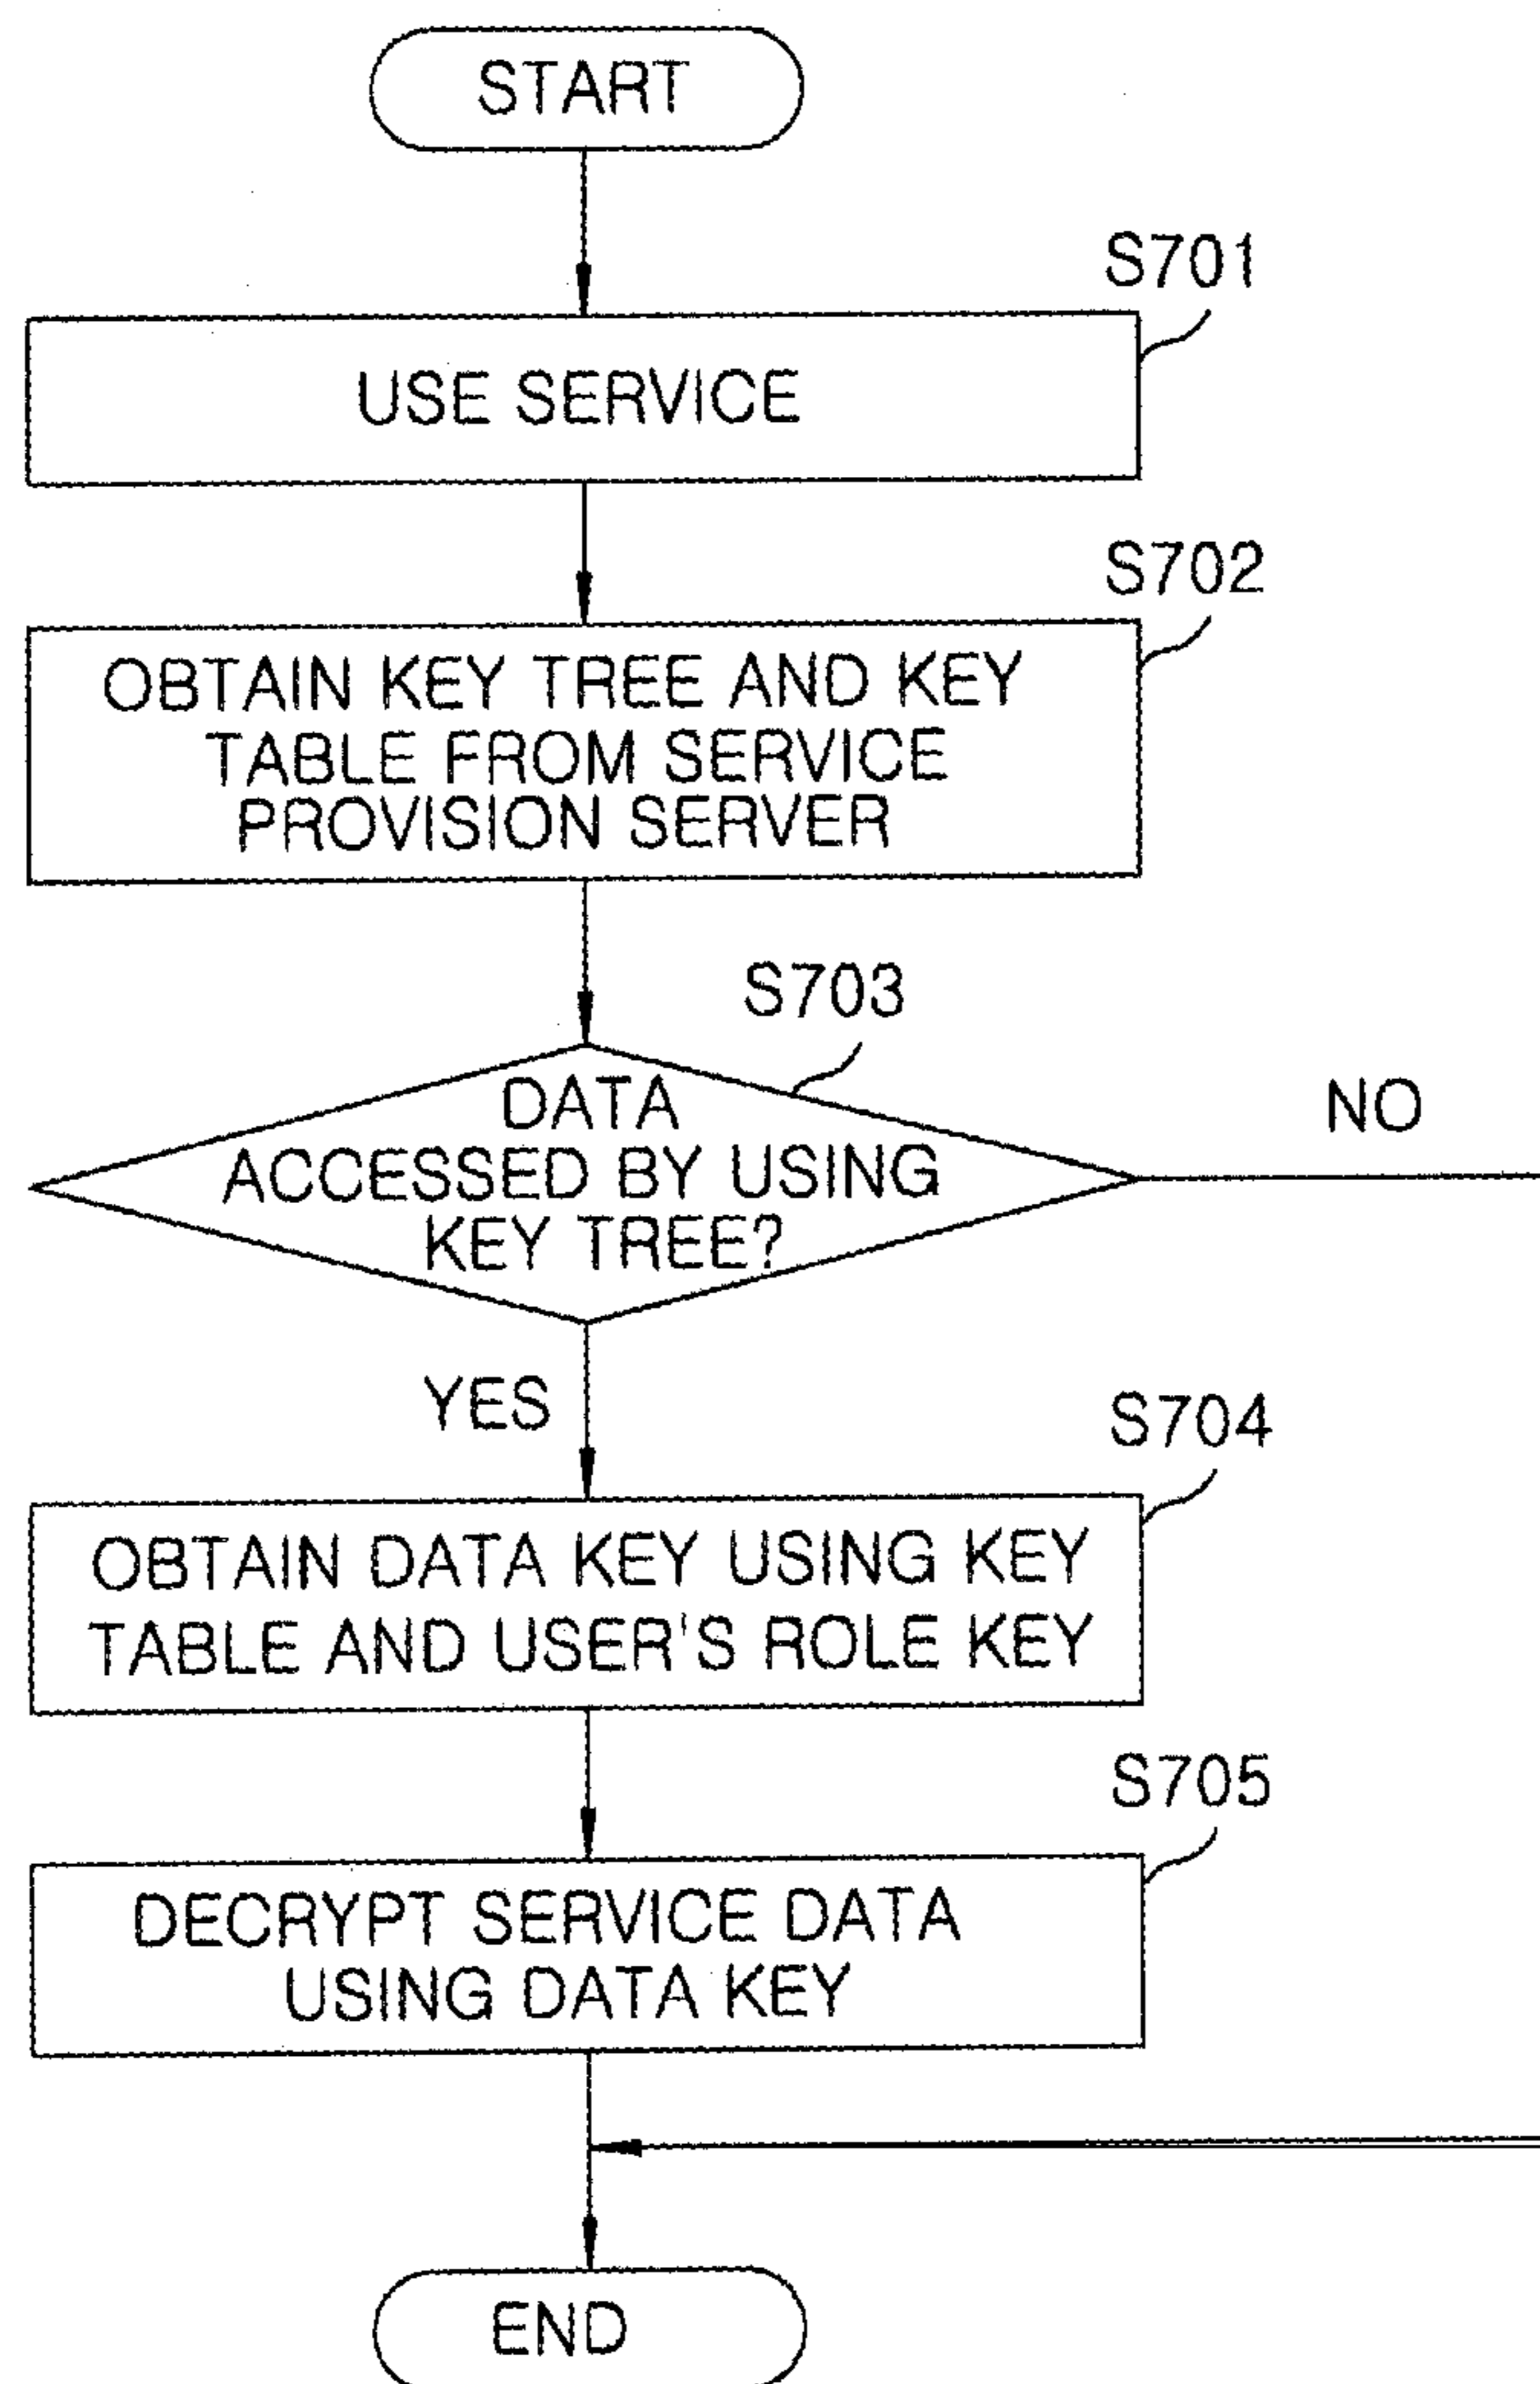 START
S701
USE SERVICE
S702
OBTAIN KEY TREE AND KEY
TABLE FROM SERVICE
PROVISION SERVER
S703
DATA
ACCESSED BY USING
KEY TREE?
NO
YES
S704
OBTAIN DATA KEY USING KEY
TABLE AND USER'S ROLE KEY
S705
DECRYPT SERVICE DATA
USING DATA KEY
END